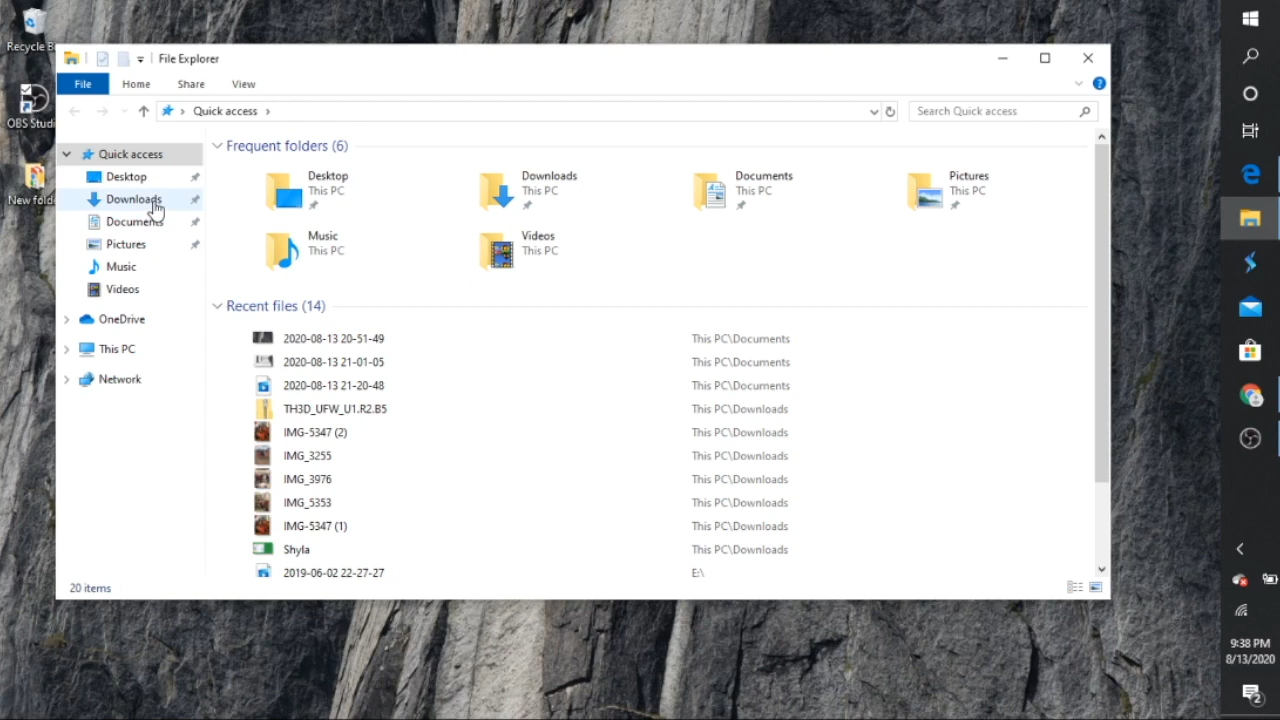 Recycle B
OBS Studi
New folde
File Explorer
File Home Share View
Quick access
Search Quick access
Quick access
Desktop
Downloads
Documents
Pictures
Music
Videos
OneDrive
This PC
Network
Frequent folders (6)
Desktop
This PC
Downloads
This PC
Documents
This PC
Pictures
This PC
Music
This PC
Videos
This PC
Recent files (14)
2020-08-13 20-51-49 This PC\Documents
2020-08-13 21-01-05 This PC\Documents
2020-08-13 21-20-48 This PC\Documents
TH3D_UFW_U1.R2.B5 This PC\Downloads
IMG-5347 (2) This PC\Downloads
IMG_3255 This PC\Downloads
IMG_3976 This PC\Downloads
IMG_5353 This PC\Downloads
IMG-5347 (1) This PC\Downloads
Shyla This PC\Downloads
2019-06-02 22-27-27 E:\
20 items
9:38 PM
8/13/2020
2